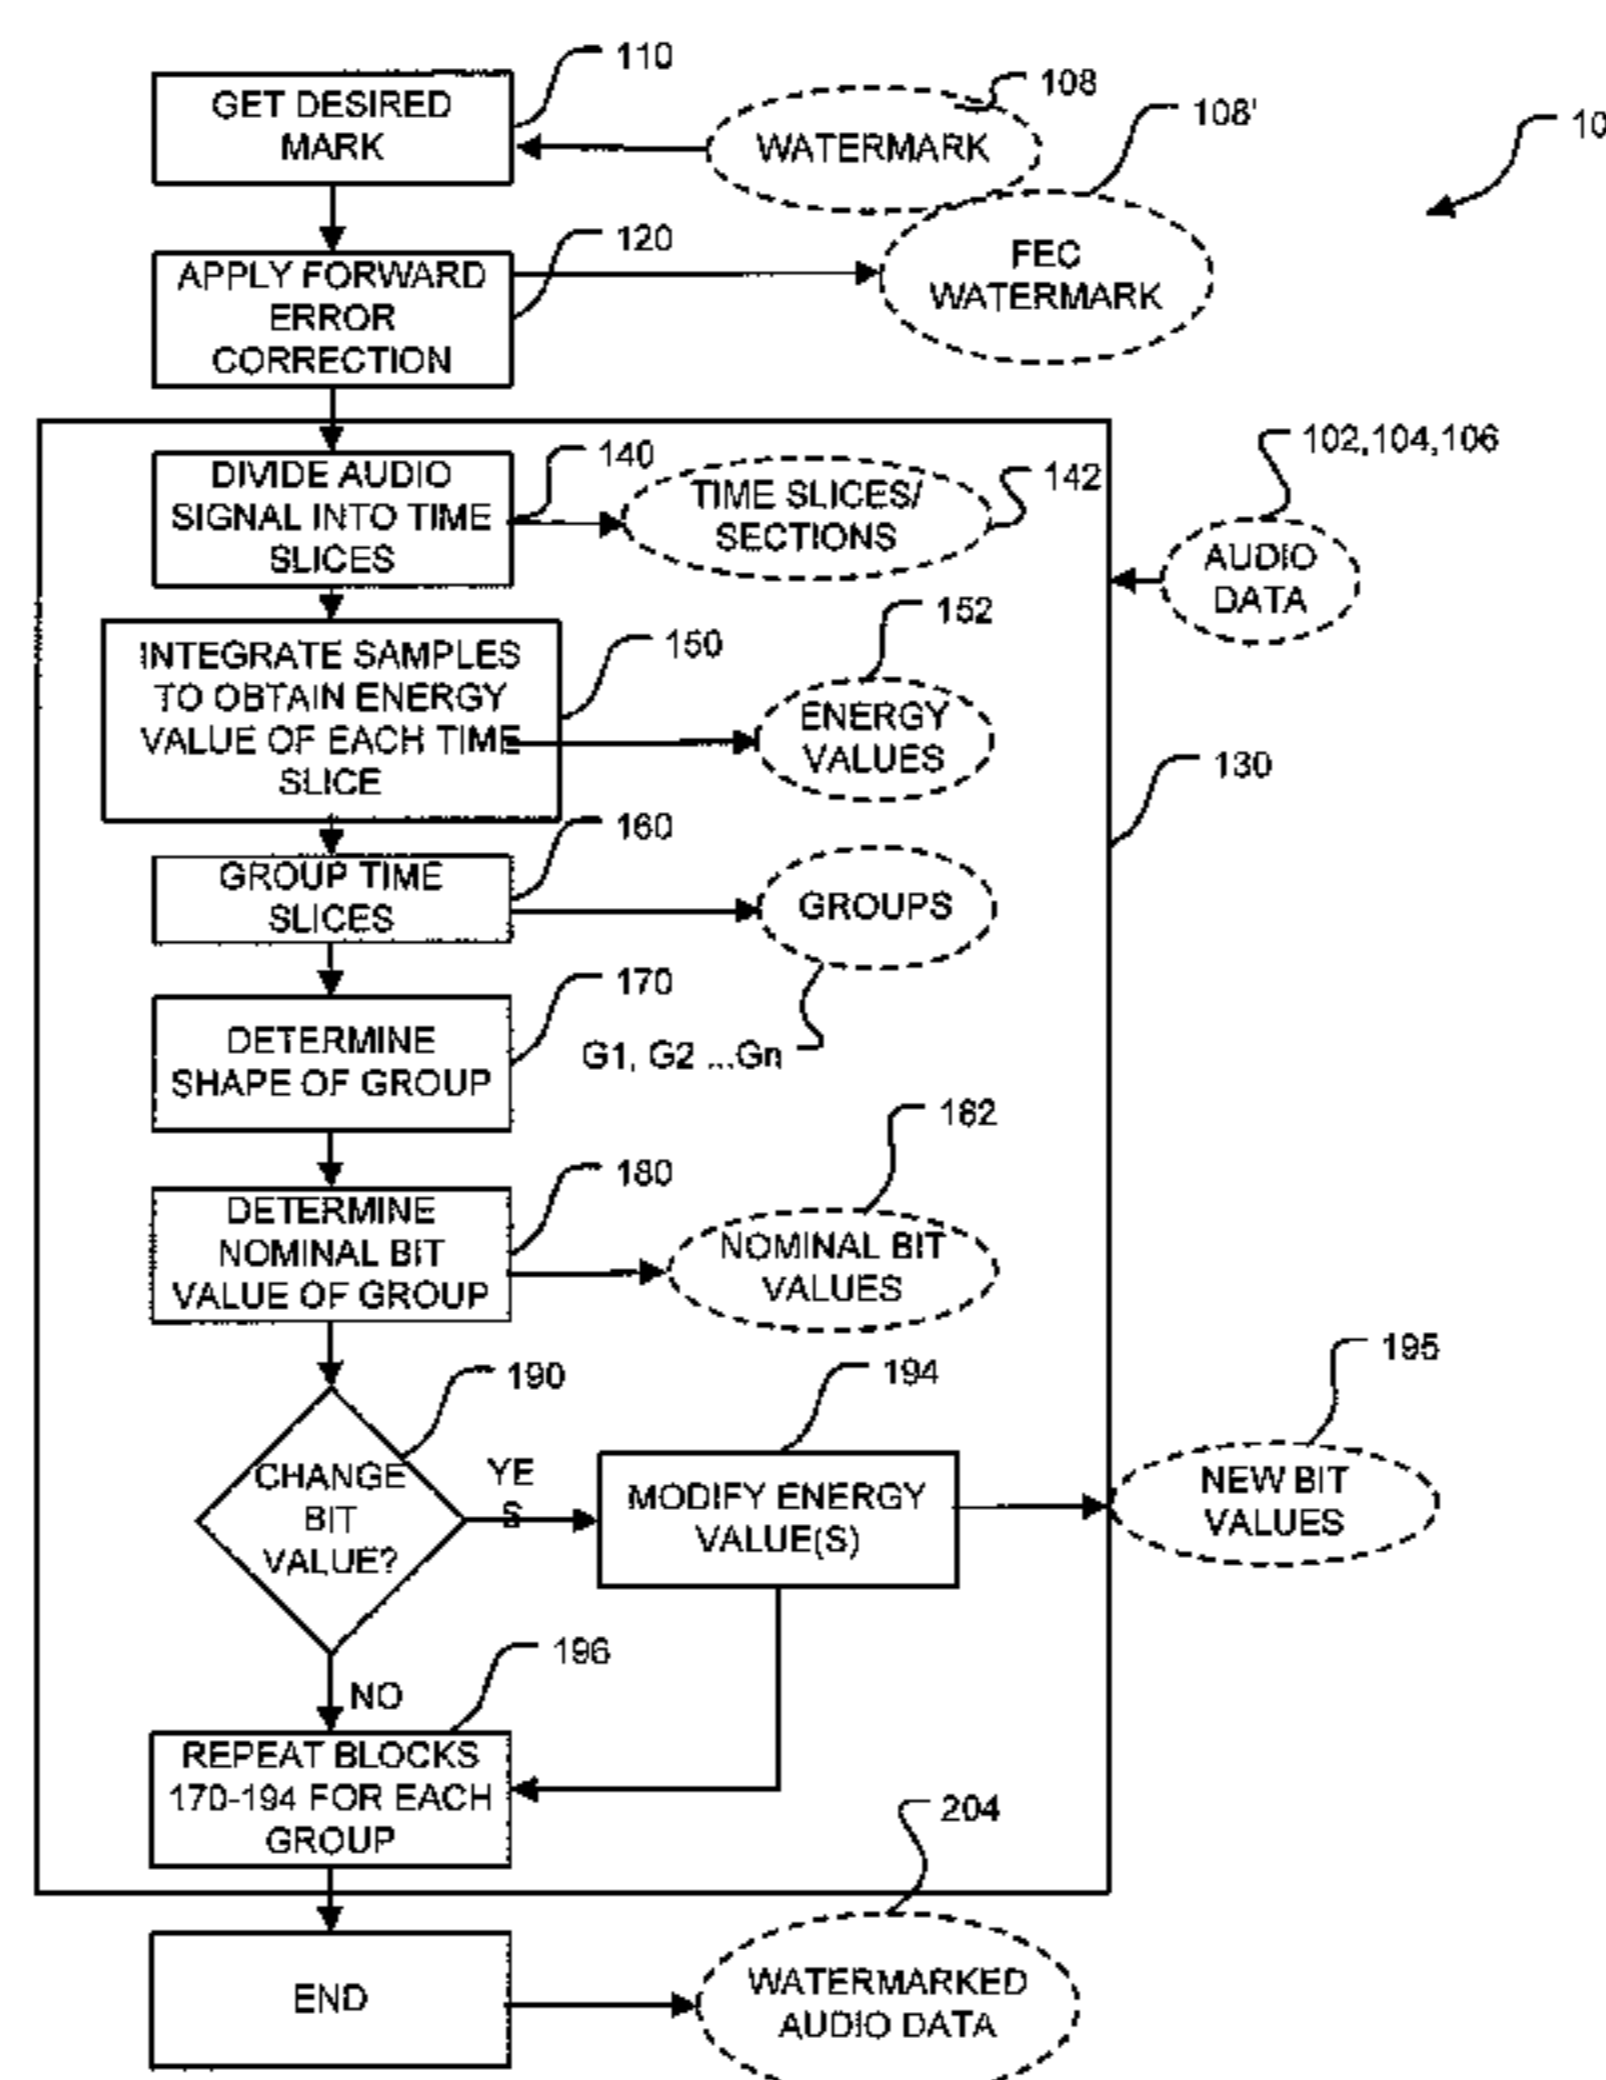 110
GET DESIRED
MARK
108
WATERMARK
108'
10
120
APPLY FORWARD
ERROR
CORRECTION
FEC
WATERMARK
140
DIVIDE AUDIO
SIGNAL INTO TIME
SLICES
TIME SLICES/
SECTIONS
142
102,104,106
AUDIO
DATA
150
INTEGRATE SAMPLES
TO OBTAIN ENERGY
VALUE OF EACH TIME
SLICE
152
ENERGY
VALUES
130
160
GROUP TIME
SLICES
GROUPS
170
DETERMINE
SHAPE OF GROUP
G1, G2 ...Gn
180
DETERMINE
NOMINAL BIT
VALUE OF GROUP
182
NOMINAL BIT
VALUES
190
CHANGE
BIT
VALUE?
YE
S
194
MODIFY ENERGY
VALUE(S)
195
NEW BIT
VALUES
NO
196
REPEAT BLOCKS
170-194 FOR EACH
GROUP
204
END
WATERMARKED
AUDIO DATA